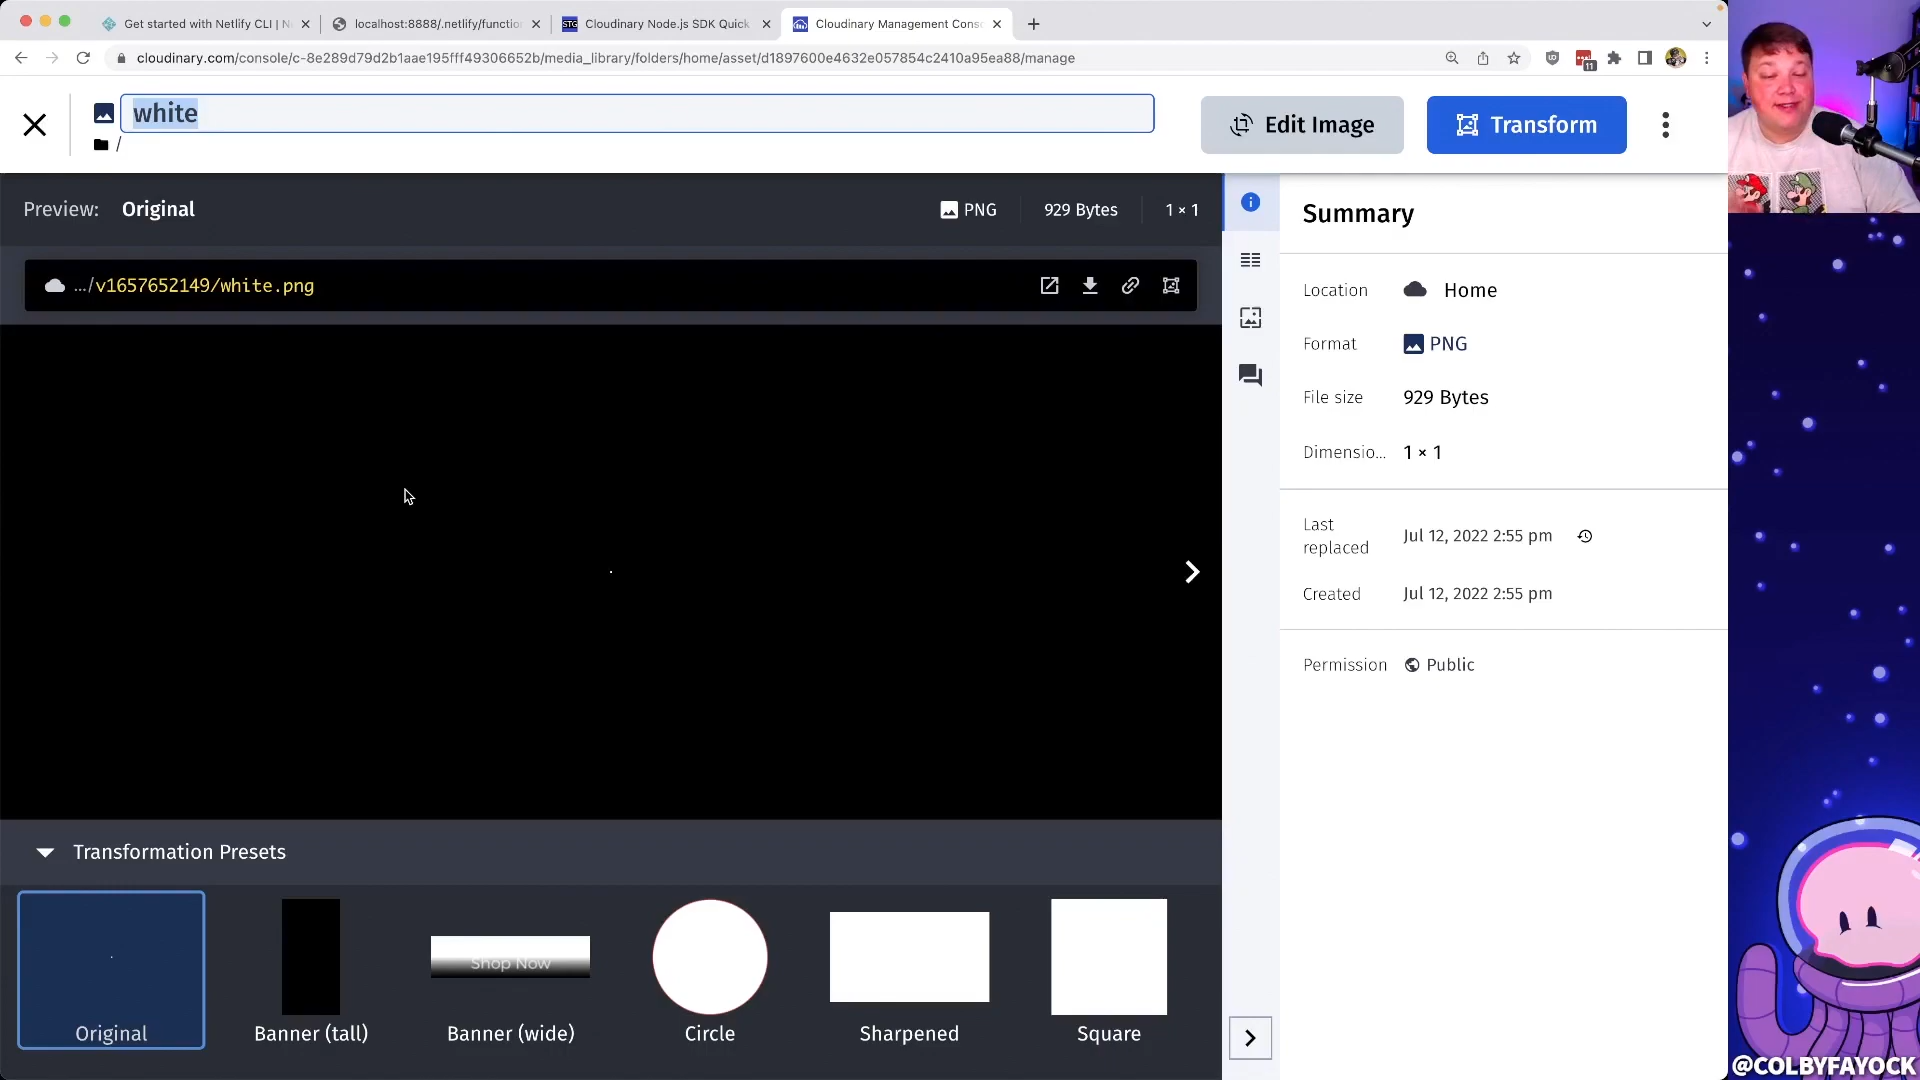 Get started with Netlify CLI | N
localhost:8888/.netlify/functio
STG
Cloudinary Node.js SDK Quick
Cloudinary Management Cons
cloudinary.com/console/c-8e289d79d2b1aae195fff49306652b/media_library/folders/home/asset/d1897600e4632e057854c2410a95ea88/manage
11
white
/
Edit Image
Transform
Preview: Original
PNG
929 Bytes
1 × 1
.../v1657652149/white.png
Summary
Location Home
Format PNG
File size 929 Bytes
Dimensio... 1 × 1
Last replaced Jul 12, 2022 2:55 pm
Created Jul 12, 2022 2:55 pm
Permission Public
Transformation Presets
Shop Now
Original
Banner (tall)
Banner (wide)
Circle
Sharpened
Square
@COLBYFAYOCK